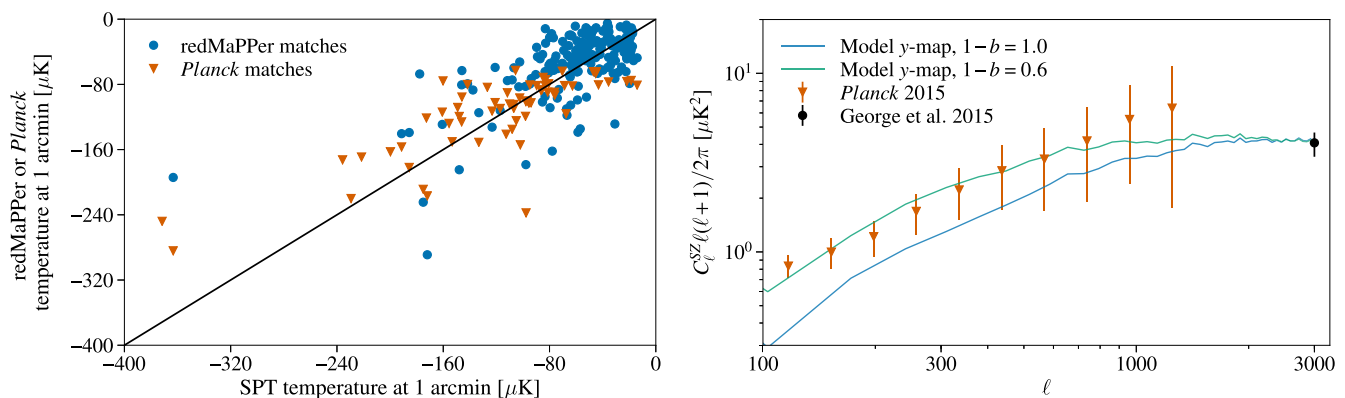 redMaPPer or Planck
temperature at 1 arcmin [μK]
0
−80
−160
−240
−320
−400
redMaPPer matches
Planck matches
−400
−320
−240
−160
−80
0
SPT temperature at 1 arcmin [μK]
C_ℓ^SZ ℓ(ℓ+1)/2π [μK²]
10¹
10⁰
Model y-map, 1−b = 1.0
Model y-map, 1−b = 0.6
Planck 2015
George et al. 2015
100
300
1000
3000
ℓ